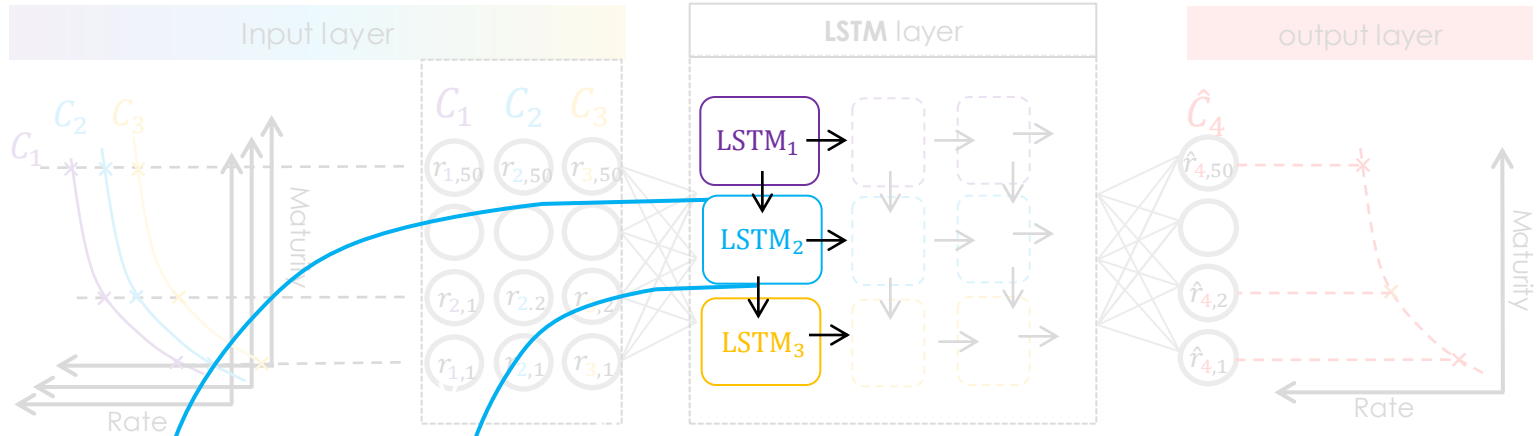 Input layer
LSTM layer
output layer
C₁
C₂
C₃
Maturity
Rate
C₁ C₂ C₃
r₁,₅₀ r₂,₅₀ r₃,₅₀
r₂,₁ r₂.₂ ,₂
r₁,₁ ₂,₁ r₃,₁
LSTM₁
LSTM₂
LSTM₃
Ĉ₄
r̂₄,₅₀
r̂₄,₂
r̂₄,₁
Maturity
Rate